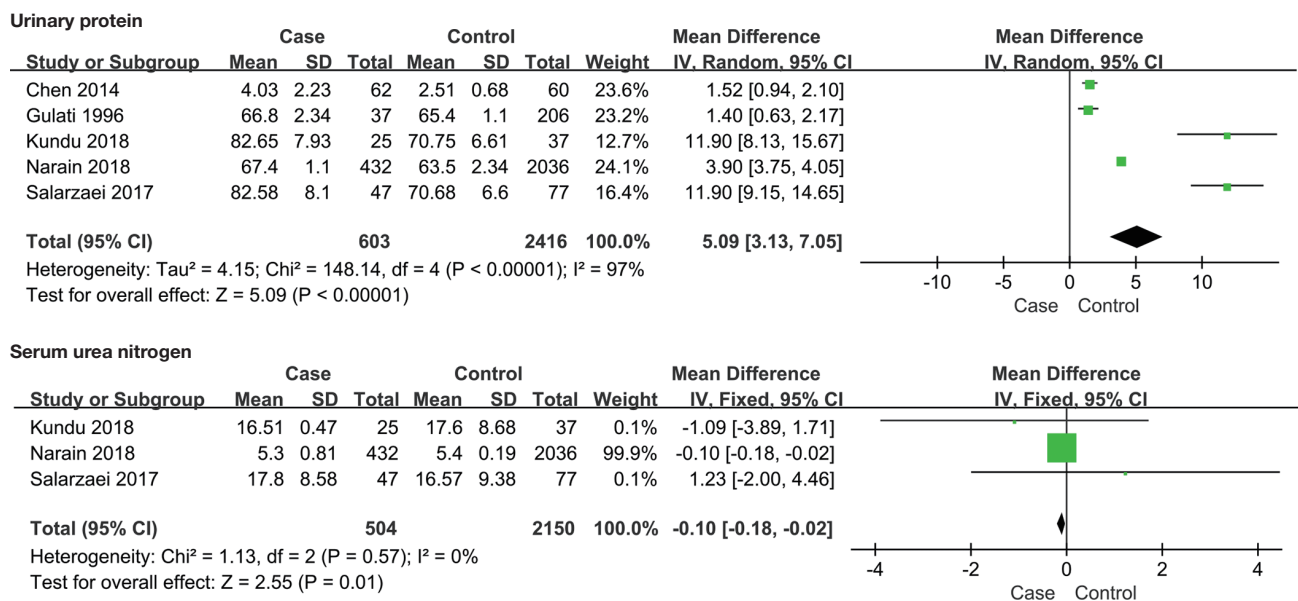 Urinary protein
Case Control Mean Difference Mean Difference
Study or Subgroup Mean SD Total Mean SD Total Weight IV, Random, 95% CI IV, Random, 95% CI
Chen 2014 4.03 2.23 62 2.51 0.68 60 23.6% 1.52 [0.94, 2.10]
Gulati 1996 66.8 2.34 37 65.4 1.1 206 23.2% 1.40 [0.63, 2.17]
Kundu 2018 82.65 7.93 25 70.75 6.61 37 12.7% 11.90 [8.13, 15.67]
Narain 2018 67.4 1.1 432 63.5 2.34 2036 24.1% 3.90 [3.75, 4.05]
Salarzaei 2017 82.58 8.1 47 70.68 6.6 77 16.4% 11.90 [9.15, 14.65]
Total (95% CI) 603 2416 100.0% 5.09 [3.13, 7.05]
Heterogeneity: Tau² = 4.15; Chi² = 148.14, df = 4 (P < 0.00001); I² = 97%
Test for overall effect: Z = 5.09 (P < 0.00001)
-10 -5 0 5 10
Case Control
Serum urea nitrogen
Case Control Mean Difference Mean Difference
Study or Subgroup Mean SD Total Mean SD Total Weight IV, Fixed, 95% CI IV, Fixed, 95% CI
Kundu 2018 16.51 0.47 25 17.6 8.68 37 0.1% -1.09 [-3.89, 1.71]
Narain 2018 5.3 0.81 432 5.4 0.19 2036 99.9% -0.10 [-0.18, -0.02]
Salarzaei 2017 17.8 8.58 47 16.57 9.38 77 0.1% 1.23 [-2.00, 4.46]
Total (95% CI) 504 2150 100.0% -0.10 [-0.18, -0.02]
Heterogeneity: Chi² = 1.13, df = 2 (P = 0.57); I² = 0%
Test for overall effect: Z = 2.55 (P = 0.01)
-4 -2 0 2 4
Case Control